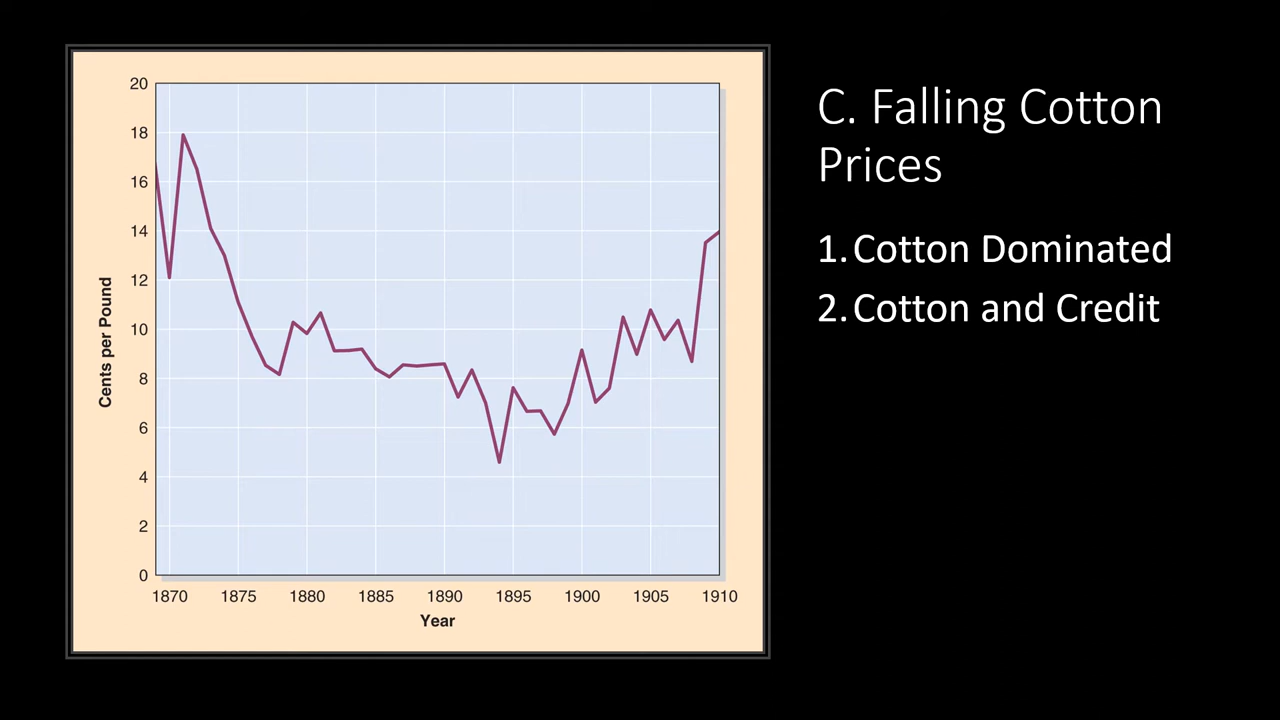 C. Falling Cotton
Prices
1. Cotton Dominated
2. Cotton and Credit
20
18
16
14
12
10
8
6
4
2
0
Cents per Pound
1870 1875 1880 1885 1890 1895 1900 1905 1910
Year